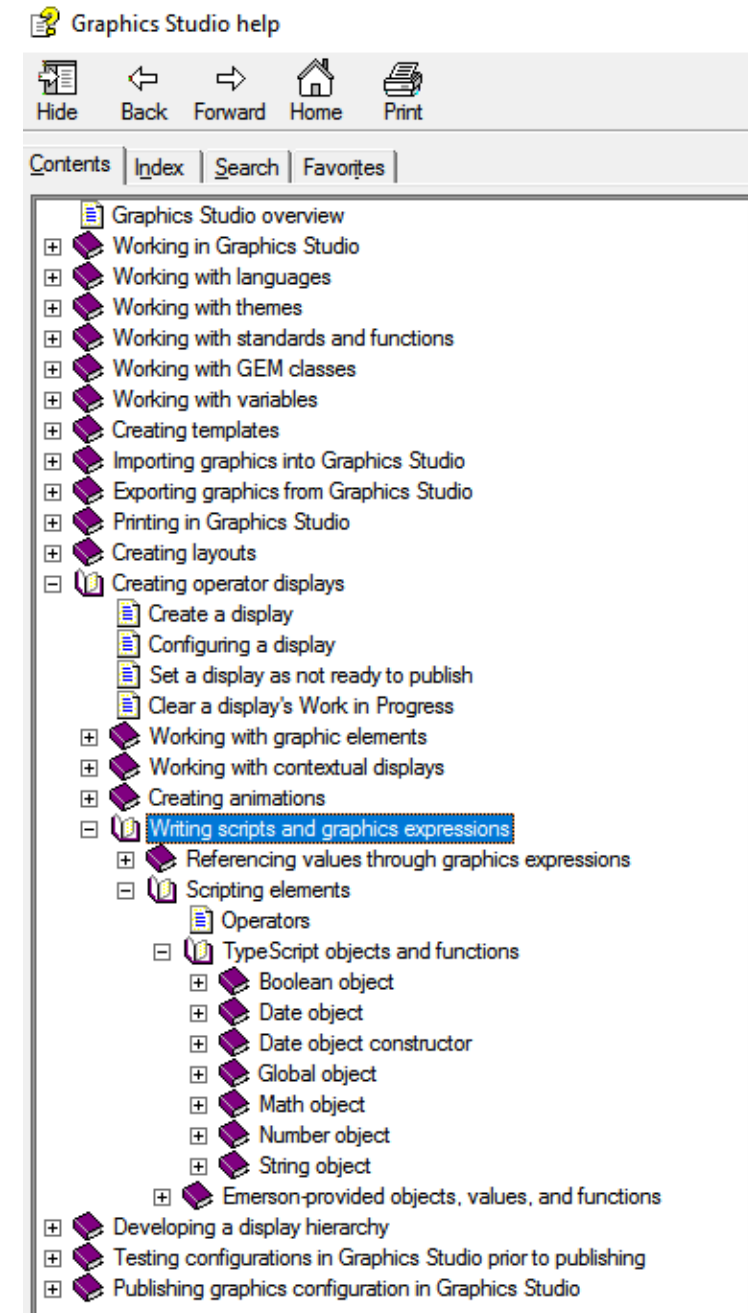 Graphics Studio help
Hide Back Forward Home Print
Contents Index Search Favorites
Graphics Studio overview
Working in Graphics Studio
Working with languages
Working with themes
Working with standards and functions
Working with GEM classes
Working with variables
Creating templates
Importing graphics into Graphics Studio
Exporting graphics from Graphics Studio
Printing in Graphics Studio
Creating layouts
Creating operator displays
Create a display
Configuring a display
Set a display as not ready to publish
Clear a display's Work in Progress
Working with graphic elements
Working with contextual displays
Creating animations
Writing scripts and graphics expressions
Referencing values through graphics expressions
Scripting elements
Operators
TypeScript objects and functions
Boolean object
Date object
Date object constructor
Global object
Math object
Number object
String object
Emerson-provided objects, values, and functions
Developing a display hierarchy
Testing configurations in Graphics Studio prior to publishing
Publishing graphics configuration in Graphics Studio